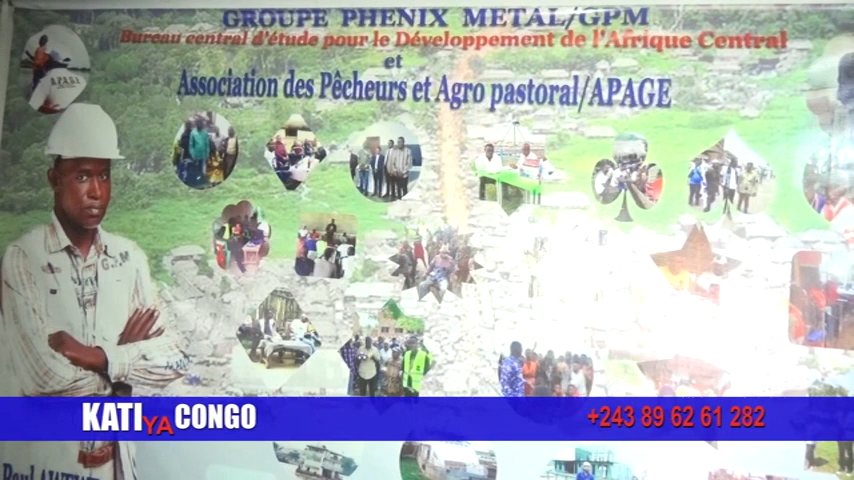 GROUPE PHENIX METAL/GPM
Bureau central d'étude pour le Développement de l'Afrique Central
et
Association des Pêcheurs et Agro pastoral/APAGE
G.P.M
KATI YA CONGO
+243 89 62 61 282